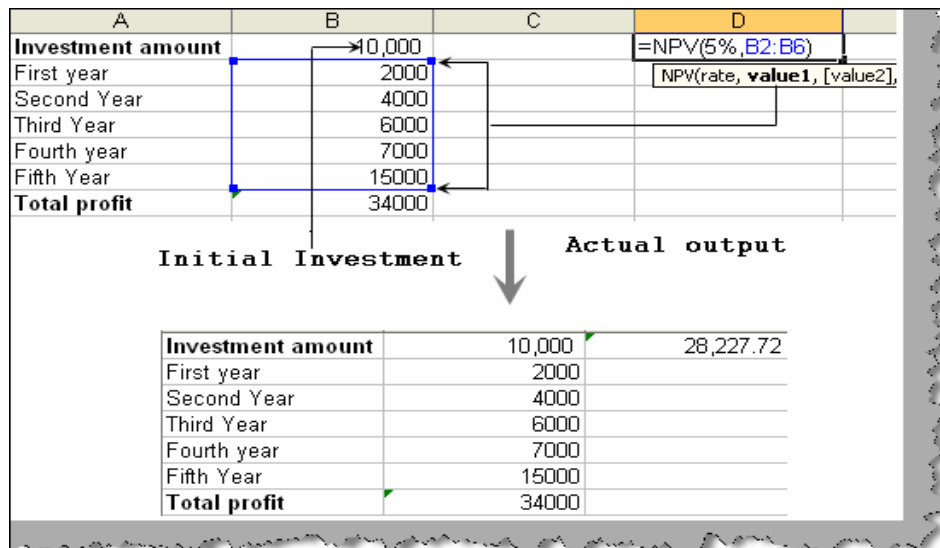 A B C D
Investment amount 10,000 =NPV(5%,B2:B6)
First year 2000 NPV(rate, value1, [value2],
Second Year 4000
Third Year 6000
Fourth year 7000
Fifth Year 15000
Total profit 34000
Initial Investment Actual output
Investment amount 10,000 28,227.72
First year 2000
Second Year 4000
Third Year 6000
Fourth year 7000
Fifth Year 15000
Total profit 34000